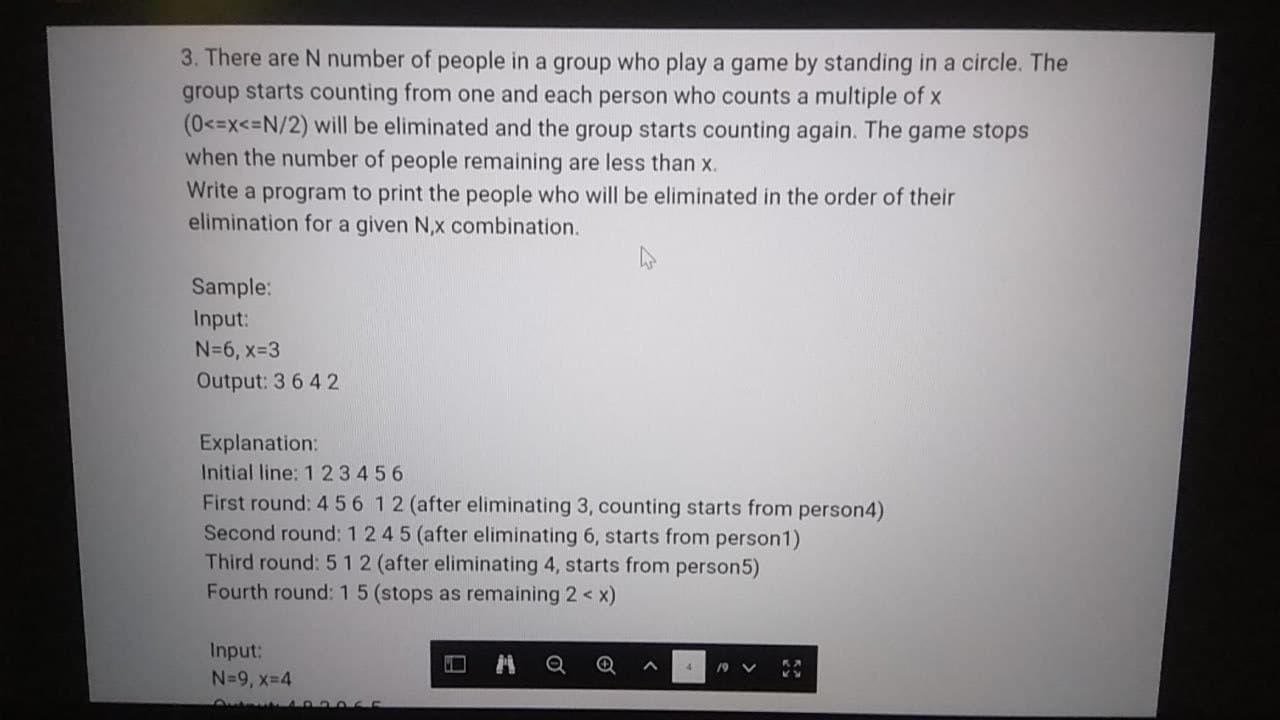 3. There are N number of people in a group who play a game by standing in a circle. The
group starts counting from one and each person who counts a multiple of x
(0<=x<=N/2) will be eliminated and the group starts counting again. The game stops
when the number of people remaining are less than x.
Write a program to print the people who will be eliminated in the order of their
elimination for a given N,x combination.
Sample:
Input:
N=6, x=3
Output: 3 6 4 2
Explanation:
Initial line: 1 2 3 4 5 6
First round: 4 5 6 1 2 (after eliminating 3, counting starts from person4)
Second round: 1 2 4 5 (after eliminating 6, starts from person1)
Third round: 5 1 2 (after eliminating 4, starts from person5)
Fourth round: 1 5 (stops as remaining 2 < x)
Input:
N=9, x=4
4 /9